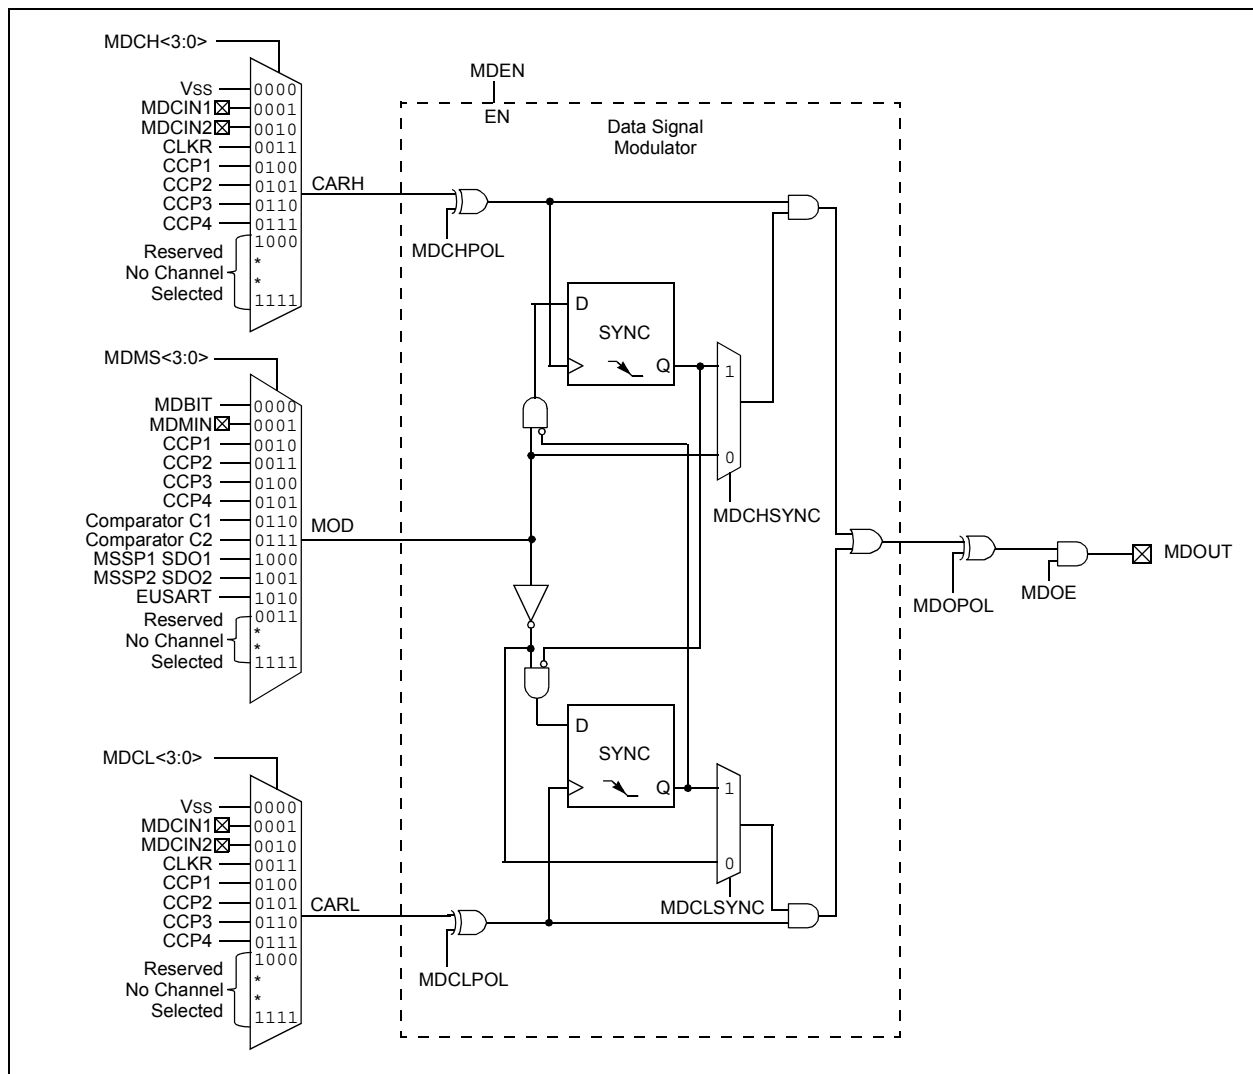 MDCH<3:0>
VSS 0000
MDCIN1 0001
MDCIN2 0010
CLKR 0011
CCP1 0100
CCP2 0101
CCP3 0110
CCP4 0111
Reserved
No Channel
Selected
1000
*
*
1111
CARH
MDEN
EN
Data Signal
Modulator
MDCHPOL
D
SYNC
Q
1
0
MDCHSYNC
MDMS<3:0>
MDBIT 0000
MDMIN 0001
CCP1 0010
CCP2 0011
CCP3 0100
CCP4 0101
Comparator C1 0110
Comparator C2 0111
MSSP1 SDO1 1000
MSSP2 SDO2 1001
EUSART 1010
Reserved
No Channel
Selected
0011
*
*
1111
MOD
MDOPOL
MDOE
MDOUT
D
SYNC
Q
1
0
MDCLSYNC
MDCL<3:0>
VSS 0000
MDCIN1 0001
MDCIN2 0010
CLKR 0011
CCP1 0100
CCP2 0101
CCP3 0110
CCP4 0111
Reserved
No Channel
Selected
1000
*
*
1111
CARL
MDCLPOL